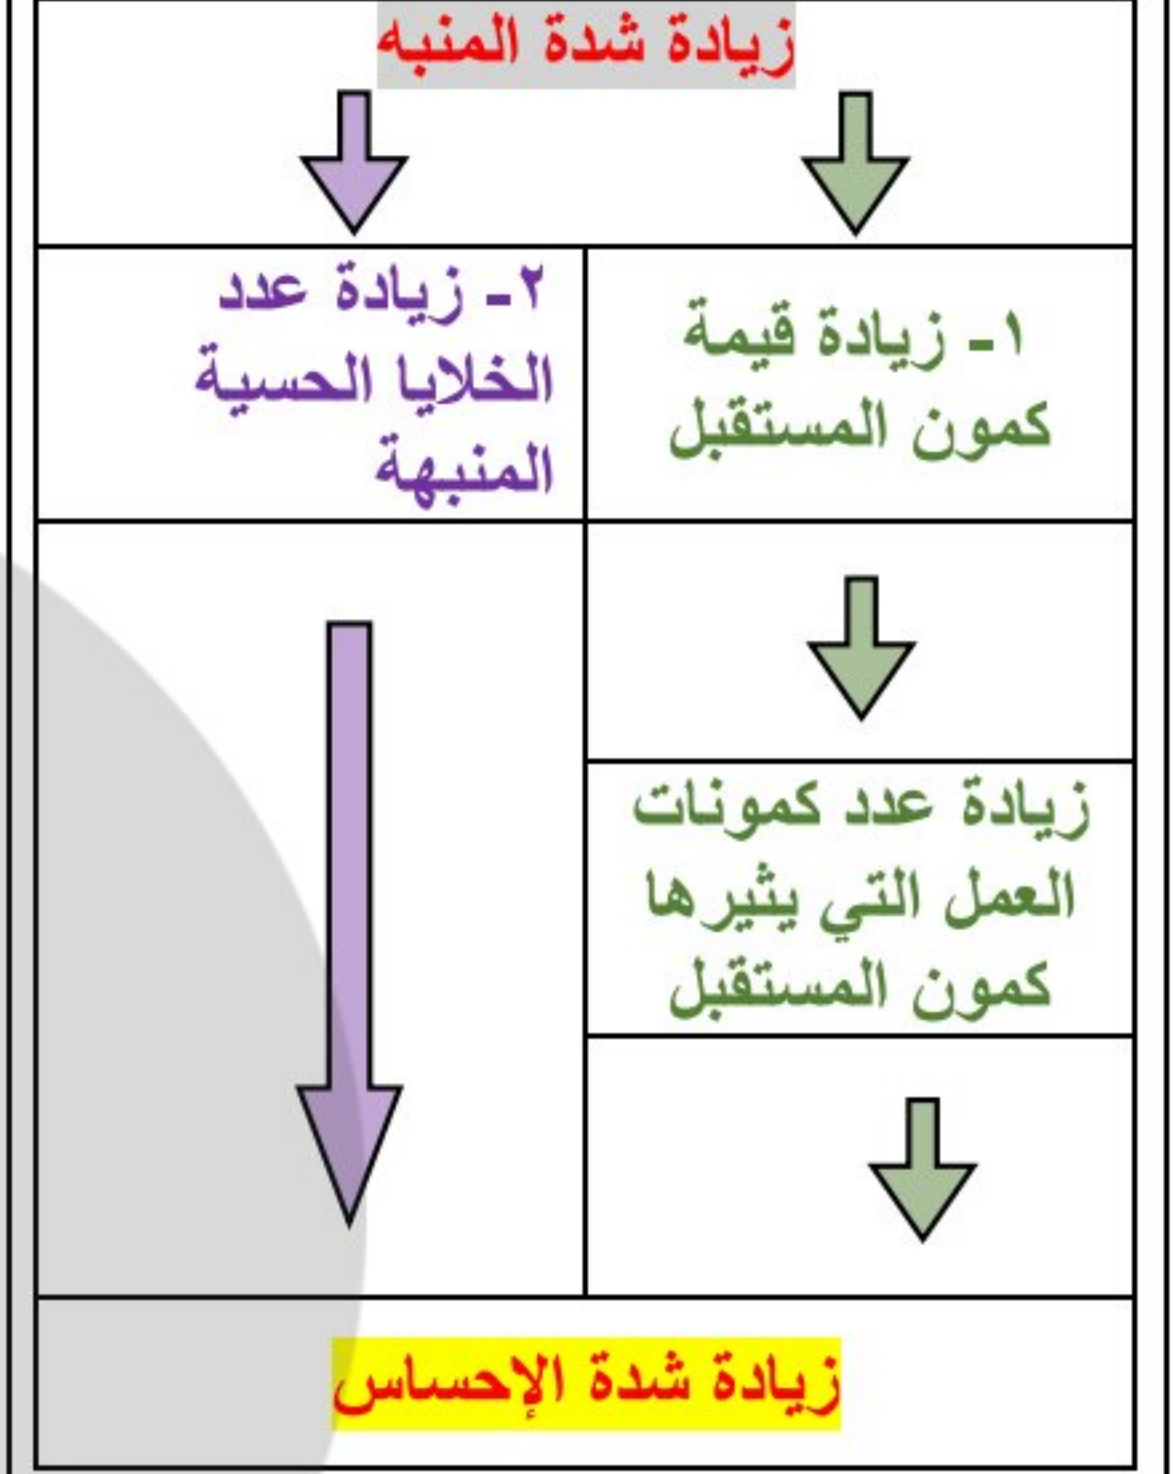 زيادة شدة المنبه
١- زيادة قيمة
كمون المستقبل
٢- زيادة عدد
الخلايا الحسية
المنبهة
زيادة عدد كمونات
العمل التي يثيرها
كمون المستقبل
زيادة شدة الإحساس